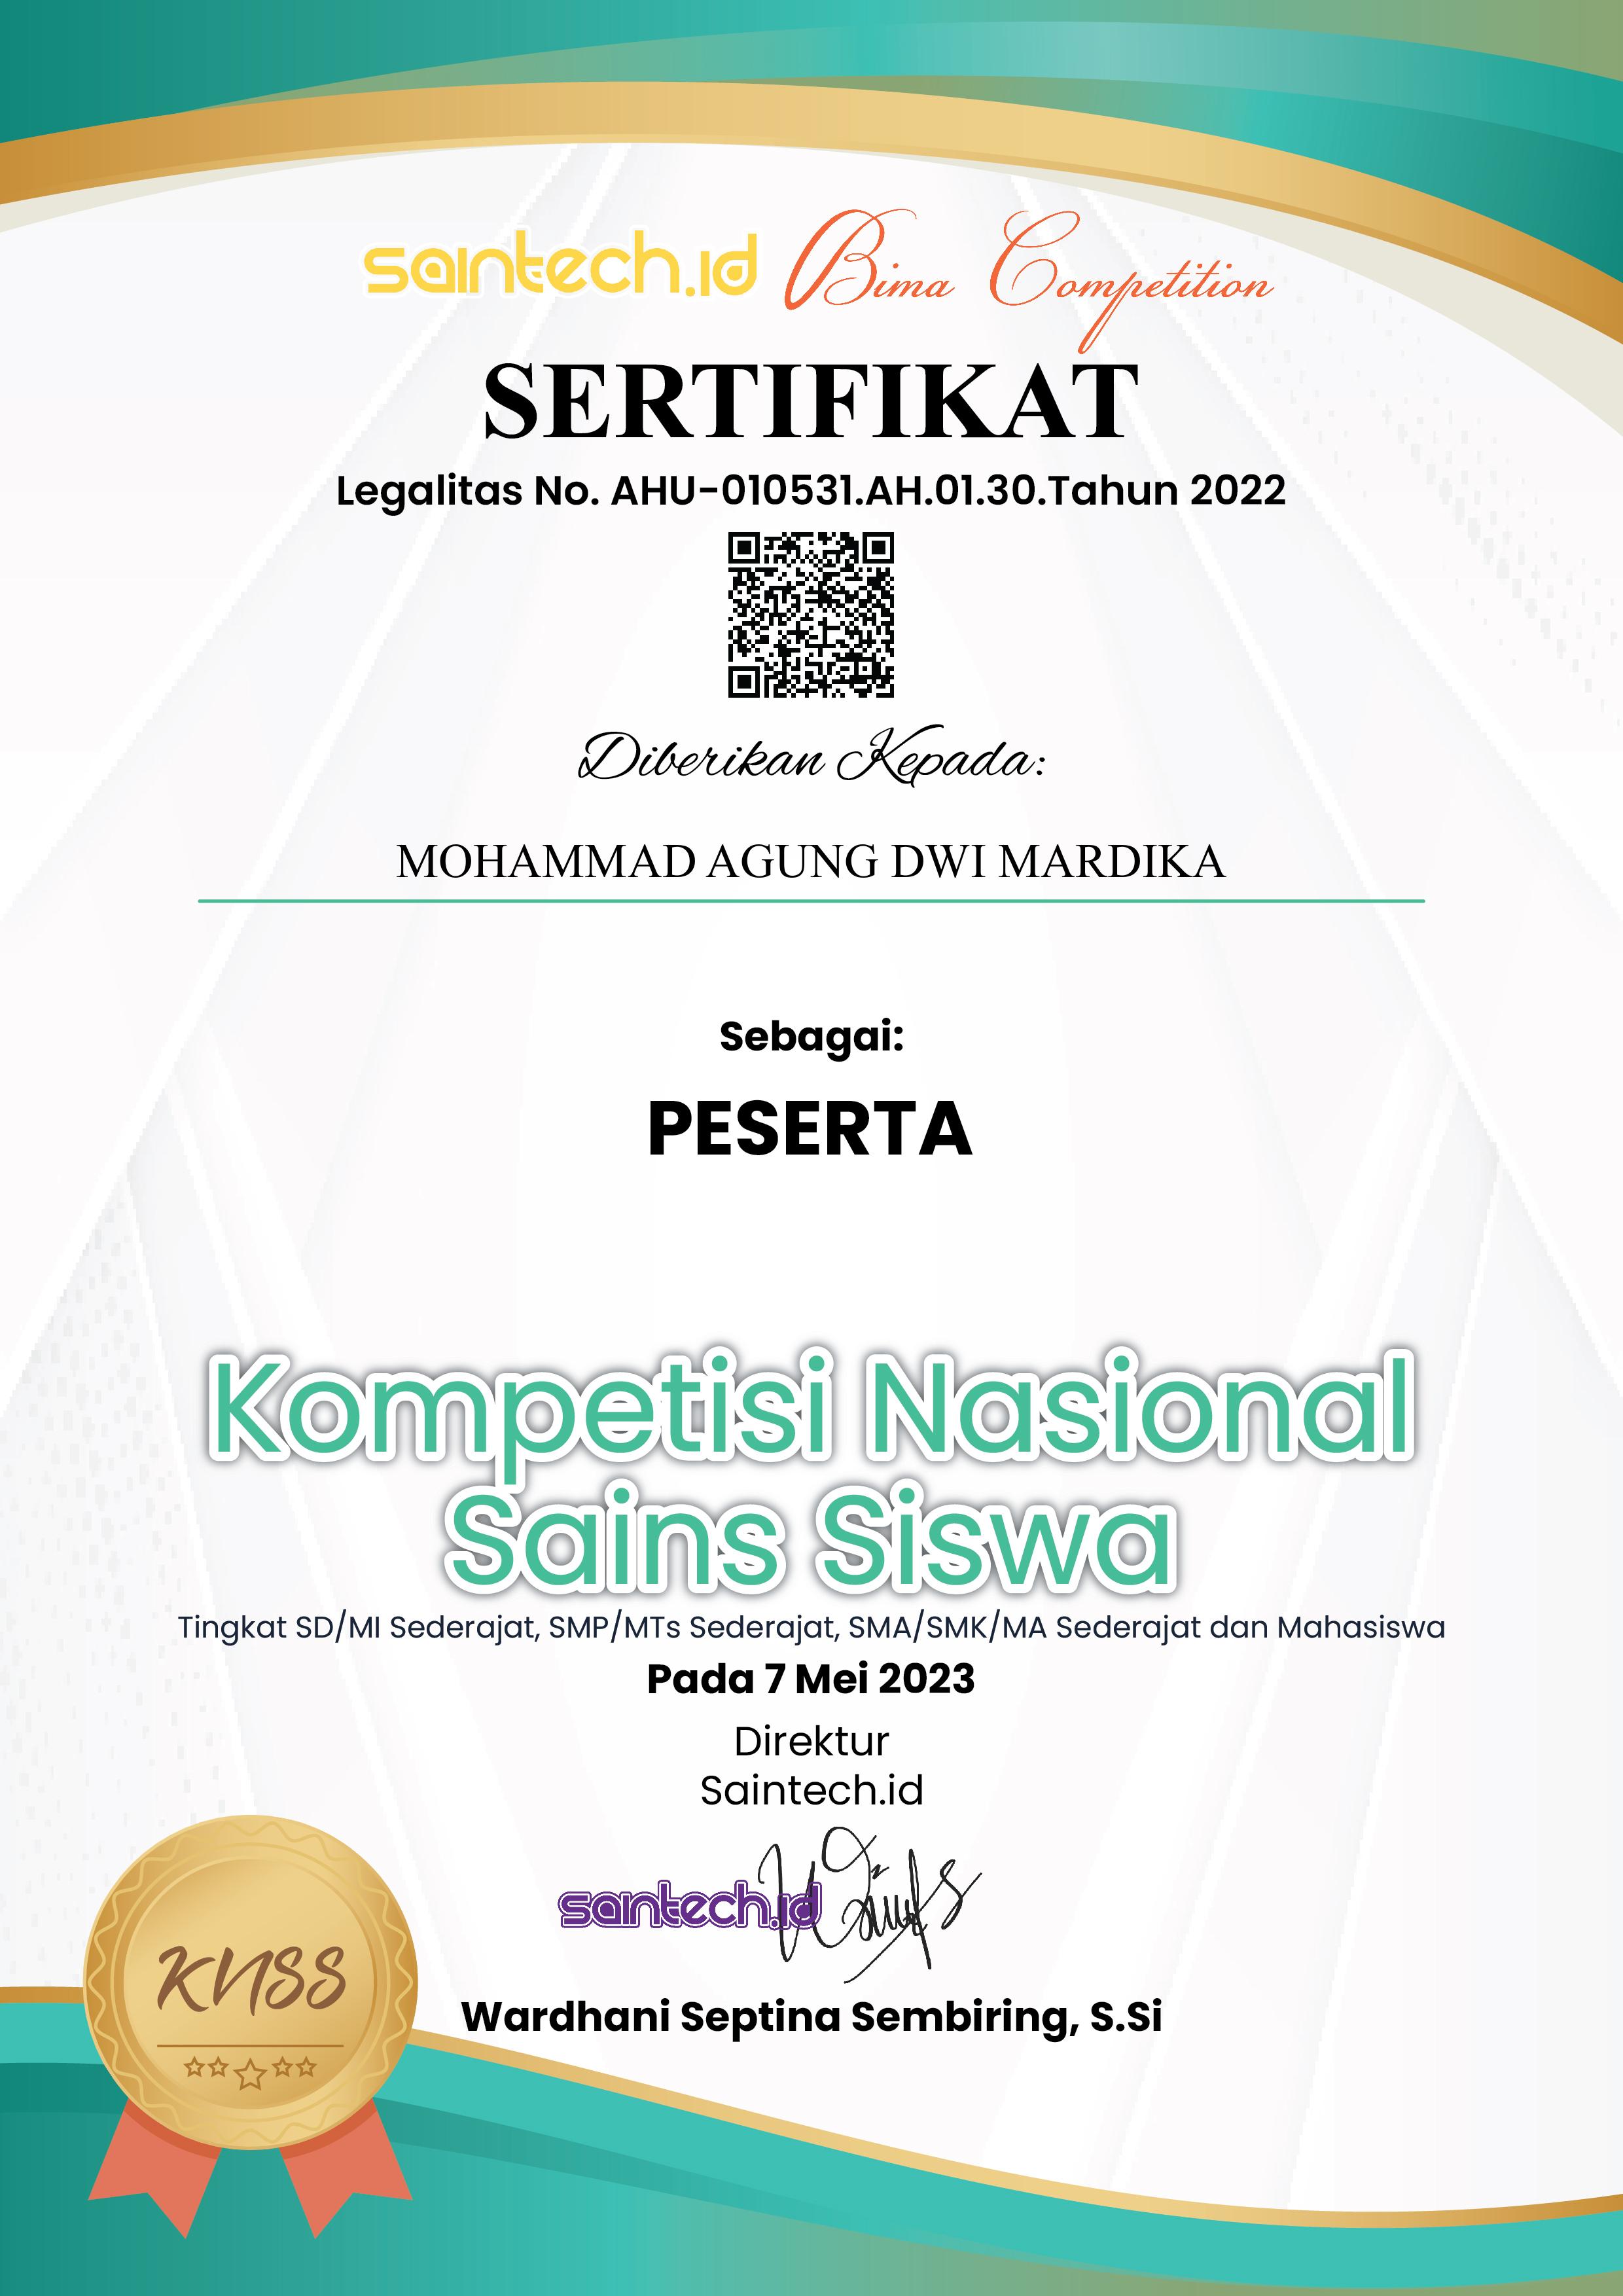 saintech.id Bima Competition
SERTIFIKAT
Legalitas No. AHU-010531.AH.01.30.Tahun 2022
Diberikan Kepada:
MOHAMMAD AGUNG DWI MARDIKA
Sebagai:
PESERTA
Kompetisi Nasional
Sains Siswa
Tingkat SD/MI Sederajat, SMP/MTs Sederajat, SMA/SMK/MA Sederajat dan Mahasiswa
Pada 7 Mei 2023
Direktur
Saintech.id
saintech.id
KNSS
Wardhani Septina Sembiring, S.Si